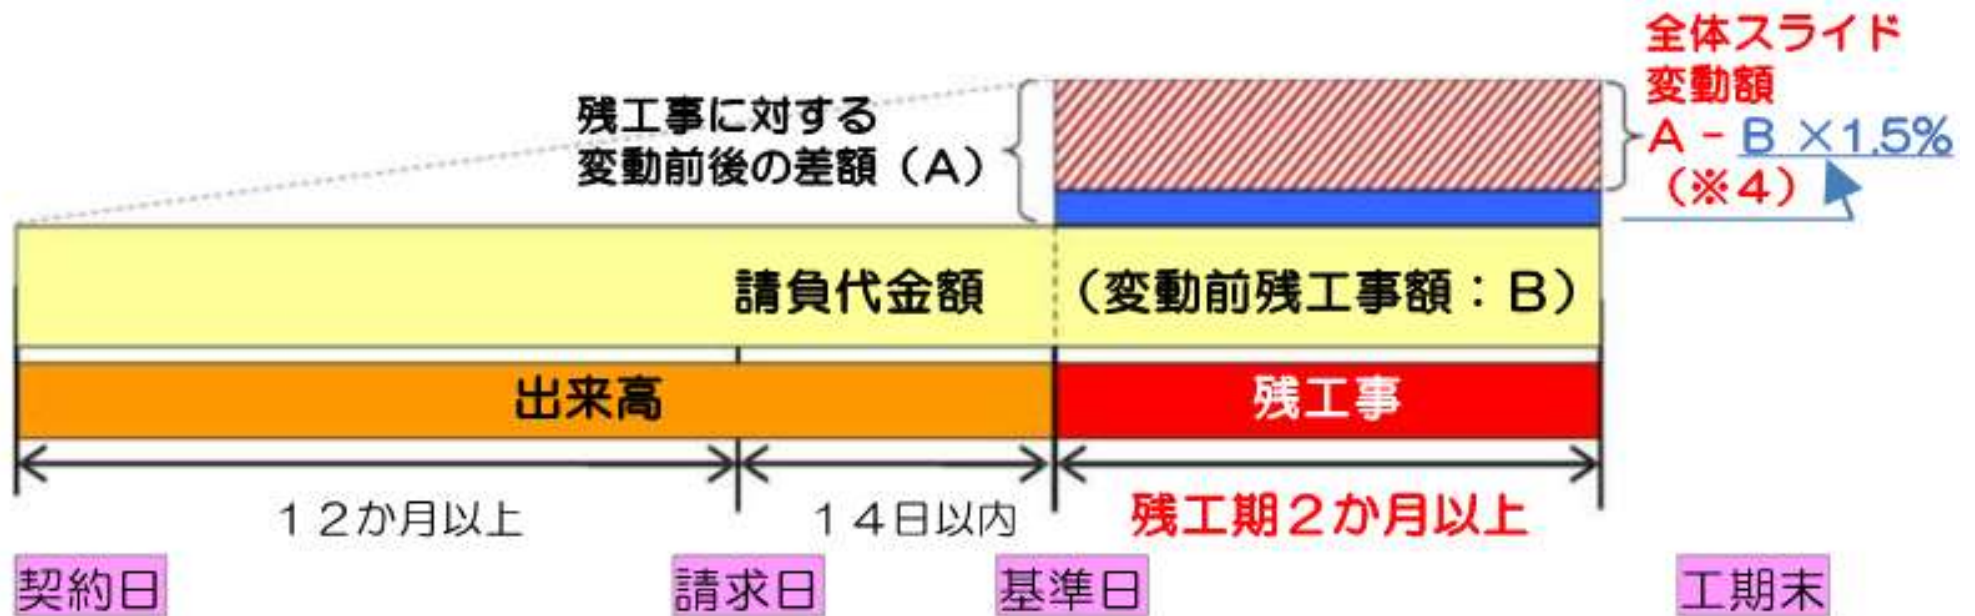 全体スライド
変動額
A - B ×1.5%
(※4)
残工事に対する
変動前後の差額（A）
請負代金額 （変動前残工事額：B）
出来高 残工事
12か月以上 14日以内 残工期2か月以上
契約日 請求日 基準日 工期末